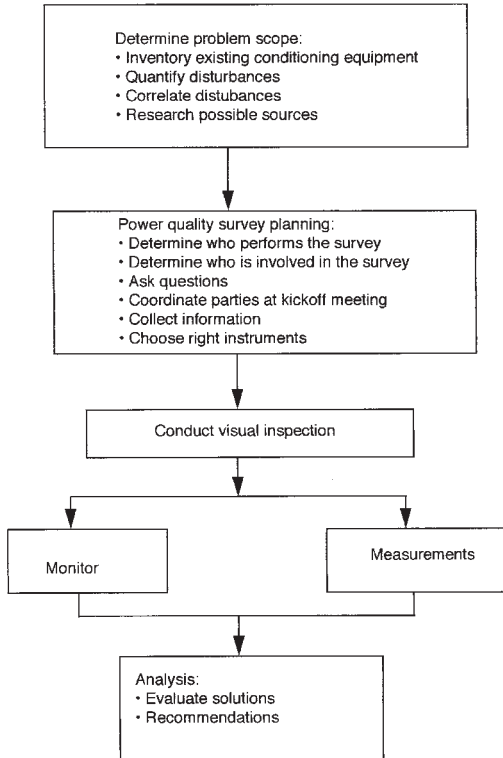 Determine problem scope:
• Inventory existing conditioning equipment
• Quantify disturbances
• Correlate distubances
• Research possible sources
Power quality survey planning:
• Determine who performs the survey
• Determine who is involved in the survey
• Ask questions
• Coordinate parties at kickoff meeting
• Collect information
• Choose right instruments
Conduct visual inspection
Monitor
Measurements
Analysis:
• Evaluate solutions
• Recommendations